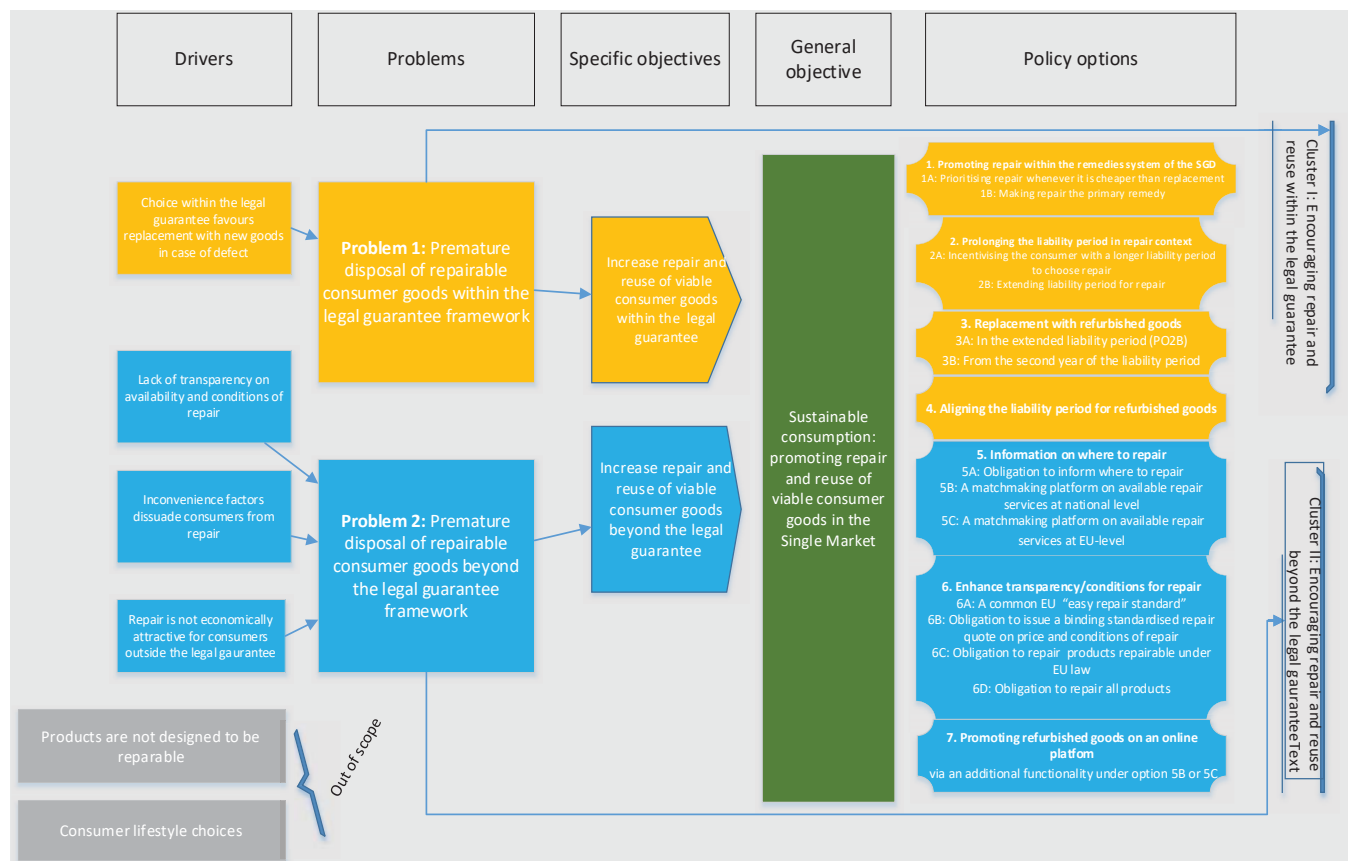 Drivers
Problems
Specific objectives
General
objective
Policy options
Choice within the legal
guarantee favours
replacement with new goods
in case of defect
Lack of transparency on
availability and conditions of
repair
Inconvenience factors
dissuade consumers from
repair
Repair is not economically
attractive for consumers
outside the legal gaurantee
Products are not designed to be
reparable
Consumer lifestyle choices
Out of scope
Problem 1: Premature
disposal of repairable
consumer goods within the
legal guarantee framework
Problem 2: Premature
disposal of repairable
consumer goods beyond
the legal guarantee
framework
Increase repair and
reuse of viable
consumer goods
within the legal
guarantee
Increase repair and
reuse of viable
consumer goods
beyond the legal
guarantee
Sustainable
consumption:
promoting repair
and reuse of
viable consumer
goods in the
Single Market
1. Promoting repair within the remedies system of the SGD
1A: Prioritising repair whenever it is cheaper than replacement
1B: Making repair the primary remedy
2. Prolonging the liability period in repair context
2A: Incentivising the consumer with a longer liability period
to choose repair
2B: Extending liability period for repair
3. Replacement with refurbished goods
3A: In the extended liability period (PO2B)
3B: From the second year of the liability period
4. Aligning the liability period for refurbished goods
5. Information on where to repair
5A: Obligation to inform where to repair
5B: A matchmaking platform on available repair
services at national level
5C: A matchmaking platform on available repair
services at EU-level
6. Enhance transparency/conditions for repair
6A: A common EU “easy repair standard”
6B: Obligation to issue a binding standardised repair
quote on price and conditions of repair
6C: Obligation to repair products repairable under
EU law
6D: Obligation to repair all products
7. Promoting refurbished goods on an online
platfom
via an additional functionality under option 5B or 5C
Cluster I: Encouraging repair and
reuse within the legal guarantee
Cluster II: Encouraging repair and reuse
beyond the legal gauranteeText